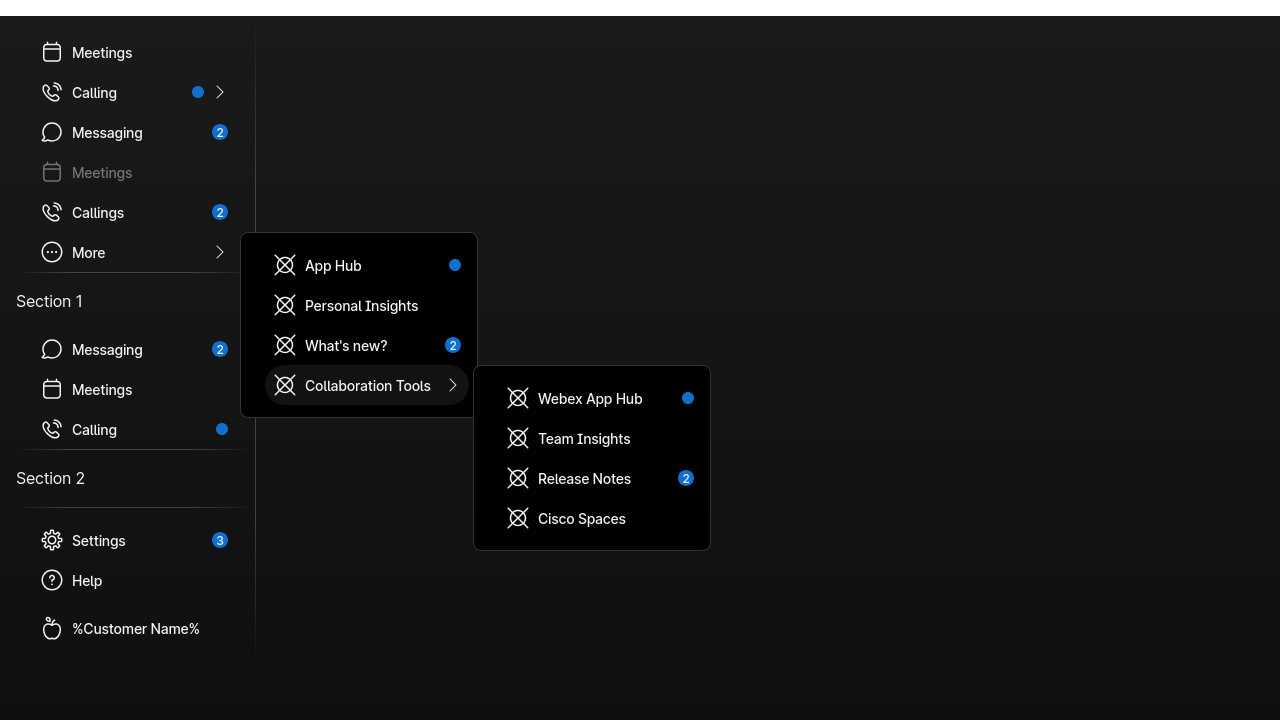 Meetings
Calling
Messaging 2
Meetings
Callings 2
More
Section 1
Messaging 2
Meetings
Calling
Section 2
Settings 3
Help
%Customer Name%
App Hub
Personal Insights
What's new? 2
Collaboration Tools
Webex App Hub
Team Insights
Release Notes 2
Cisco Spaces